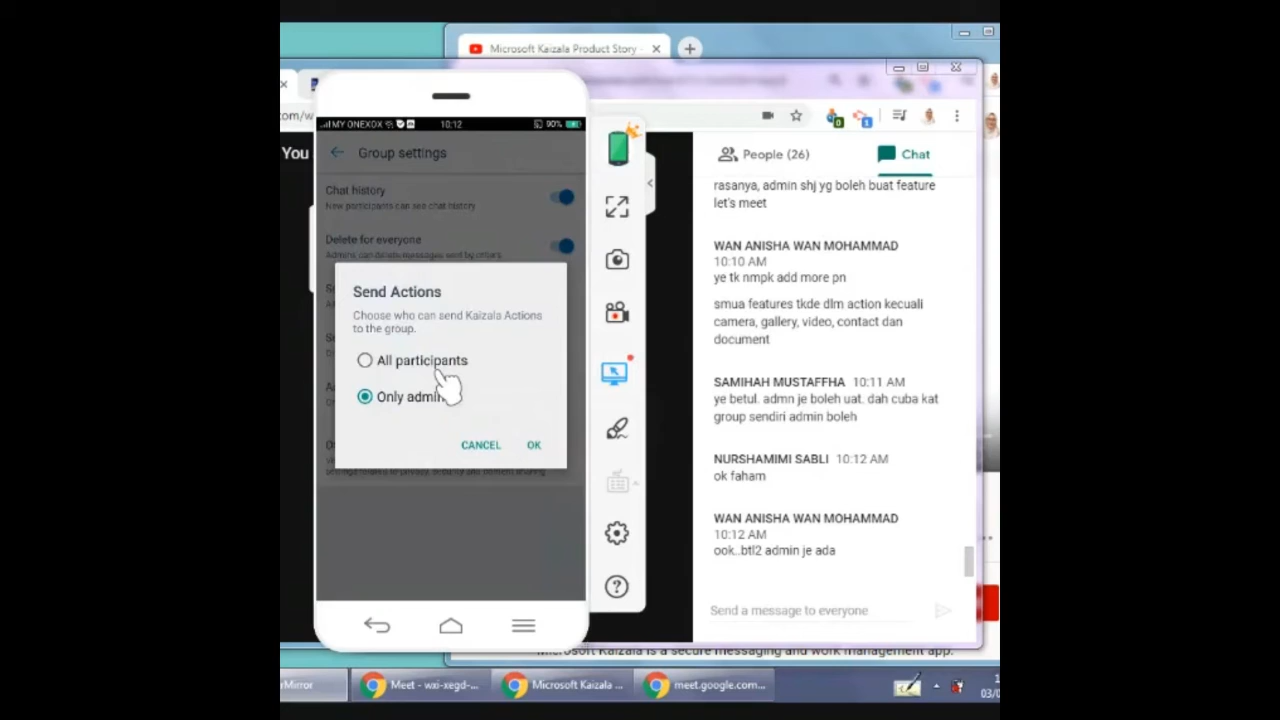 Microsoft Kaizala Product Story
com/w
MY ONEXOX
10:12
90%
You
Group settings
Chat history
New participants can see chat history
Delete for everyone
Send Actions
Choose who can send Kaizala Actions
to the group.
All participants
Only admin
CANCEL
OK
0
1
People (26)
Chat
rasanya, admin shj yg boleh buat feature
let's meet
WAN ANISHA WAN MOHAMMAD
10:10 AM
ye tk nmpk add more pn
smua features tkde dlm action kecuali
camera, gallery, video, contact dan
document
SAMIHAH MUSTAFFHA 10:11 AM
ye betul. admn je boleh uat. dah cuba kat
group sendiri admin boleh
NURSHAMIMI SABLI 10:12 AM
ok faham
WAN ANISHA WAN MOHAMMAD
10:12 AM
ook..btl2 admin je ada
Send a message to everyone
Microsoft Kaizala is a secure messaging and work management app.
Mirror
Meet - wxi-xegd-...
Microsoft Kaizala ...
meet.google.com...
03/0